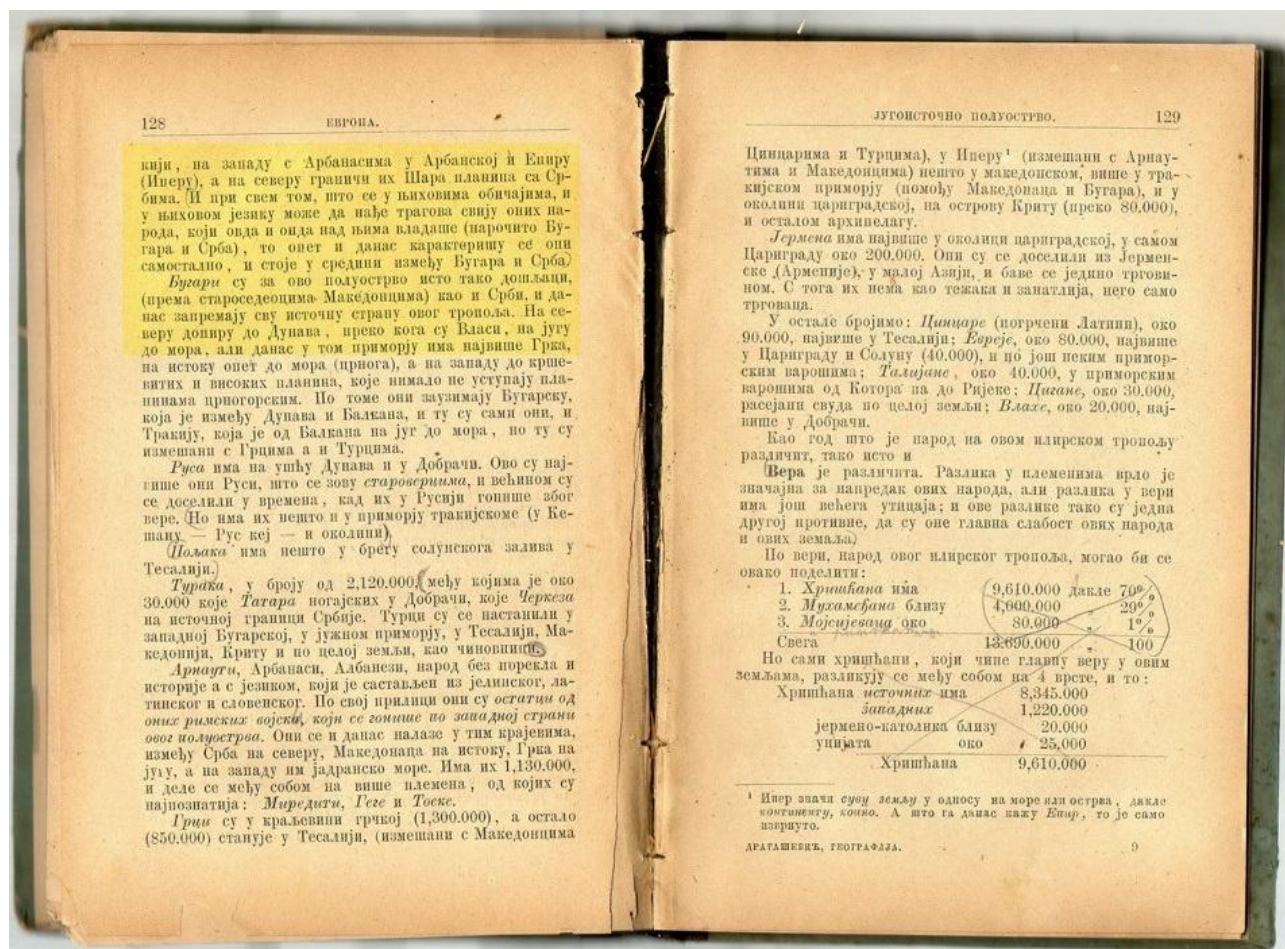 128
ЕВРОПА.
кији, на западу с Арбанасима у Арбанској и Епиру
(Иперу), а на северу граничи их Шара планина са Ср-
бима. (И при свем том, што се у њиховима обичајима, и
у њиховом језику може да нађе трагова свију оних на-
рода, који овда и онда над њима владаше (нарочито Бу-
гара и Срба), то опет и данас карактеришу се они
самостално, и стоје у средини између Бугара и Срба)
Бугари су за ово полуострво исто тако дошљаци,
(према староседеоцима Македонцима) као и Срби, и да-
нас запремају сву источну страну овог тропоља. На се-
веру допиру до Дунава, преко кога су Власи, на југу
до мора, али данас у том приморју има највише Грка,
на истоку опет до мора (црнога), а на западу до крше-
витих и високих планина, које нимало не уступају пла-
нинама црногорским. По томе они заузимају Бугарску,
која је између Дунава и Балкана, и ту су сами они, и
Тракију, која је од Балкана на југ до мора, но ту су
измешани с Грцима а и Турцима.
Руса има на ушћу Дунава и у Добрачи. Ово су нај-
више они Руси, што се зову староверцима, и већином су
се доселили у времена, кад их у Русији гонише због
вере. (Но има их нешто и у приморју тракијскоме (у Ке-
шану — Рус кеј — и околини)
(Пољака има нешто у брегу солунскога залива у
Тесалији.)
Турака, у броју од 2,120.000, међу којима је око
30.000 које Татара ногајских у Добрачи, које Черкеза
на источној граници Србије. Турци су се настанили у
западној Бугарској, у јужном приморју, у Тесалији, Ма-
кедонији, Криту и по целој земљи, као чиновници.
Арнаути, Арбанаси, Албанези, народ без порекла и
историје а с језиком, који је састављен из јелинског, ла-
тинског и словенског. По свој прилици они су остатци од
оних римских војска, који се гонише по западној страни
овог полуострва. Они се и данас налазе у тим крајевима,
између Срба на северу, Македонаца на истоку, Грка на
југу, а на западу им јадранско море. Има их 1,130.000,
и деле се међу собом на више племена, од којих су
најпознатија: Миредити, Геге и Тоске.
Грци су у краљевини грчкој (1,300.000), а остало
(850.000) станује у Тесалији, (измешани с Македонцима
ЈУГОИСТОЧНО ПОЛУОСТРВО.
129
Цинцарима и Турцима), у Иперу¹ (измешани с Арнау-
тима и Македонцима) нешто у македонском, више у тра-
кијском приморју (помоћу Македонаца и Бугара), и у
околини цариградској, на острову Криту (преко 80.000),
и осталом архипелагу.
Јермена има највише у околици цариградској, у самом
Цариграду око 200.000. Они су се доселили из Јермен-
ске (Арменије), у малој Азији, и баве се једино тргови-
ном. С тога их нема као тежака и занатлија, него само
трговаца.
У остале бројимо: Цинцаре (погрчени Латини), око
90.000, највише у Тесалији; Евреје, око 80.000, највише
у Цариграду и Солуну (40.000), и по још неким примор-
ским варошима; Талијане, око 40.000, у приморским
варошима од Котора па до Ријеке; Цигане, око 30.000,
расејани свуда по целој земљи; Влахе, око 20.000, нај-
више у Добрачи.
Као год што је народ на овом илирском тропољу
различит, тако исто и
(Вера је различита. Разлика у племенима врло је
значајна за напредак ових народа, али разлика у вери
има још већега утицаја; и ове разлике тако су једна
другој противне, да су оне главна слабост ових народа
и ових земаља)
По вери, народ овог илирског тропоља, могао би се
овако поделити:
1. Хришћана има 9,610.000 дакле 70%
2. Мухамеђана близу 4,000.000 „ 29%
3. Мојсијеваца око 80.000 „ 1%
Свега 13.690.000 „ 100
Но сами хришћани, који чине главну веру у овим
земљама, разликују се међу собом на 4 врсте, и то:
Хришћана источних има 8,345.000
западних 1,220.000
јермено-католика близу 20.000
унијата око 25,000
Хришћана 9,610.000
¹ Ипер значи суву земљу у односу на море или острва, дакле
континенту, копно. А што га данас кажу Епир, то је само
изврнуто.
ДРАГАШЕВИЋ, ГЕОГРАФИЈА.
9